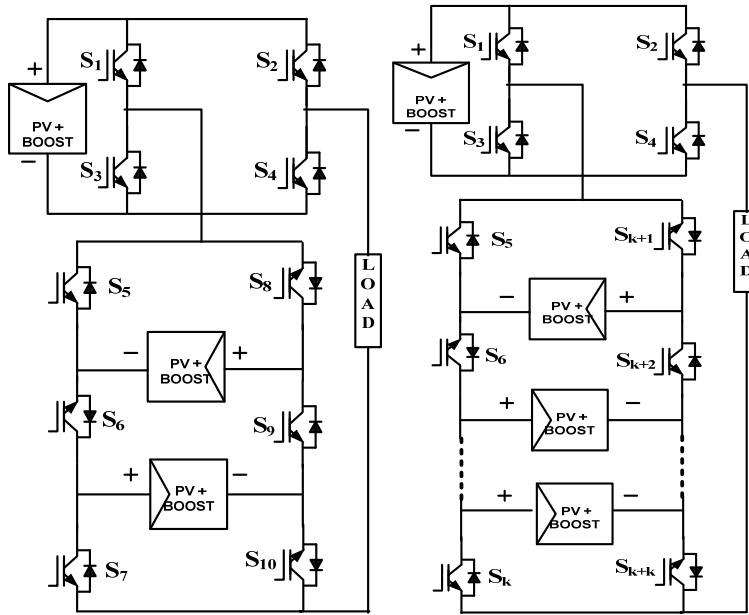 S1
S2
+
PV +
BOOST
−
S3
S4
S5
S8
−
+
PV +
BOOST
S6
S9
+
−
PV +
BOOST
S7
S10
L
O
A
D
S1
S2
+
PV +
BOOST
−
S3
S4
S5
Sk+1
−
+
PV +
BOOST
S6
Sk+2
+
−
PV +
BOOST
+
−
PV +
BOOST
Sk
Sk+k
L
O
A
D